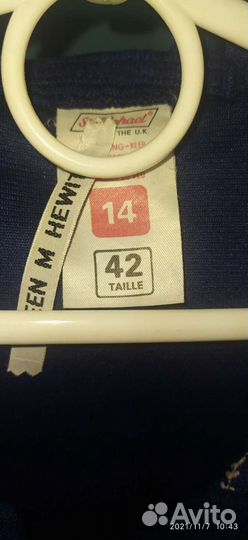 THE U.K.
14
42
TAILLE
EEN M HEWIT
Avito
2021/11/7 10:43